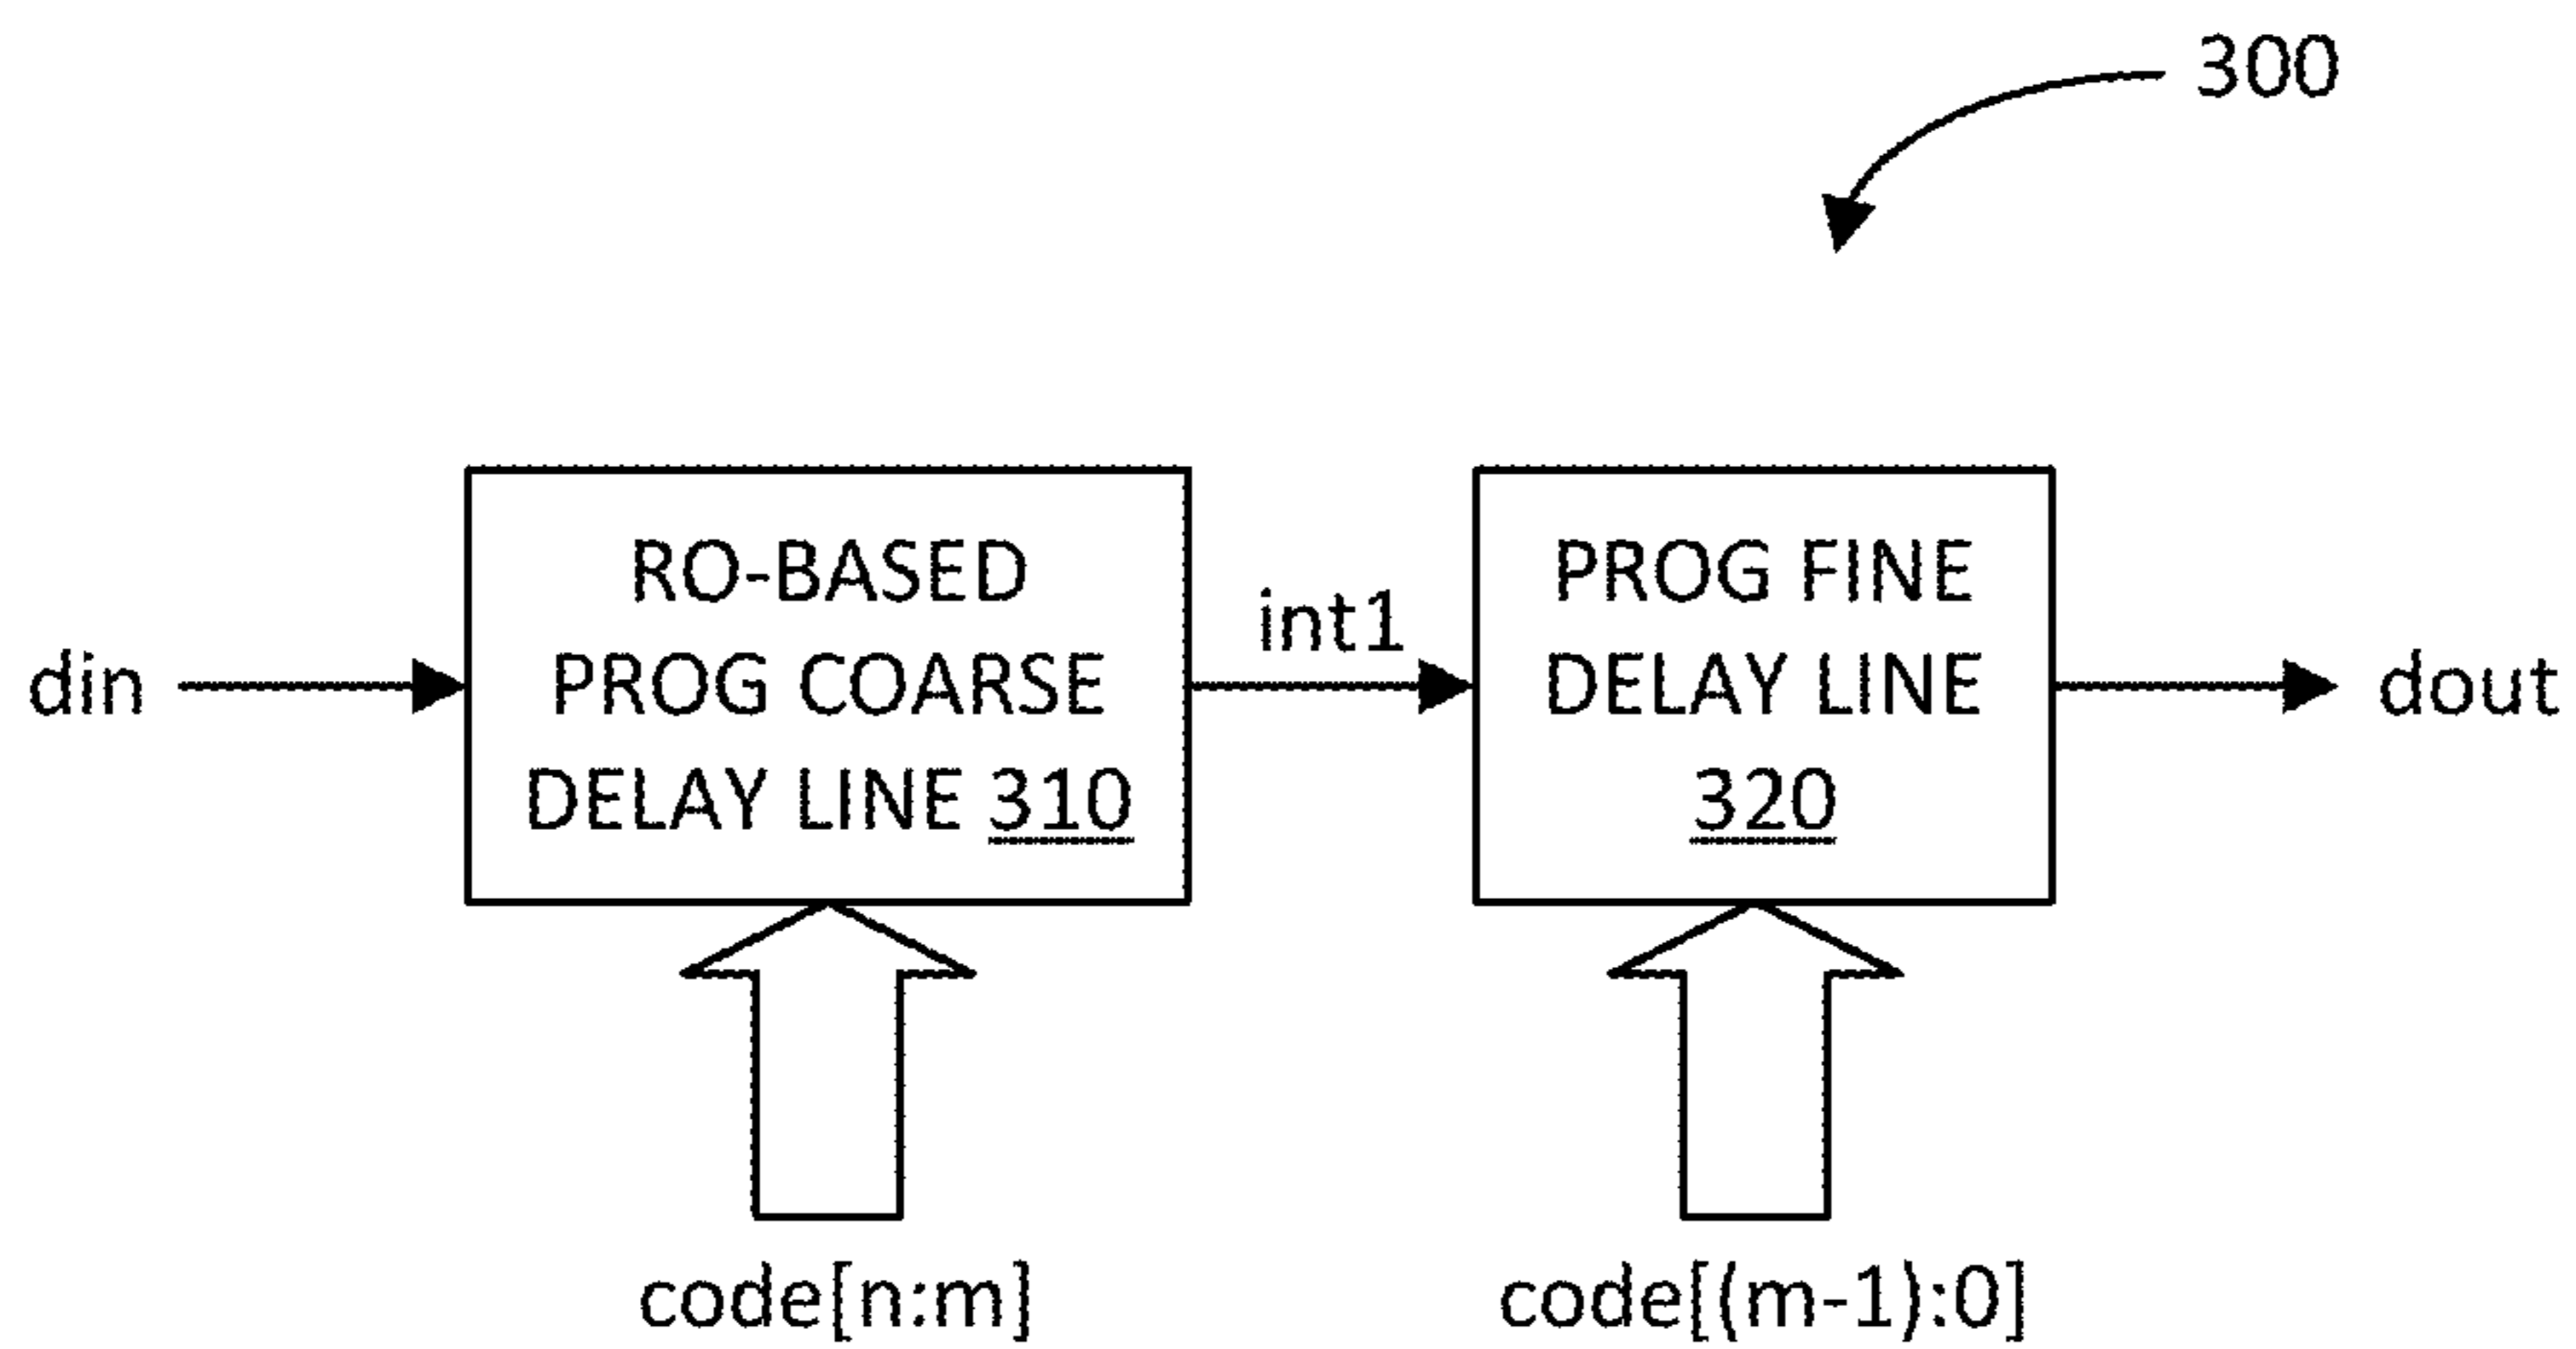 300
din
RO-BASED
PROG COARSE
DELAY LINE 310
int1
PROG FINE
DELAY LINE
320
dout
code[n:m]
code[(m-1):0]